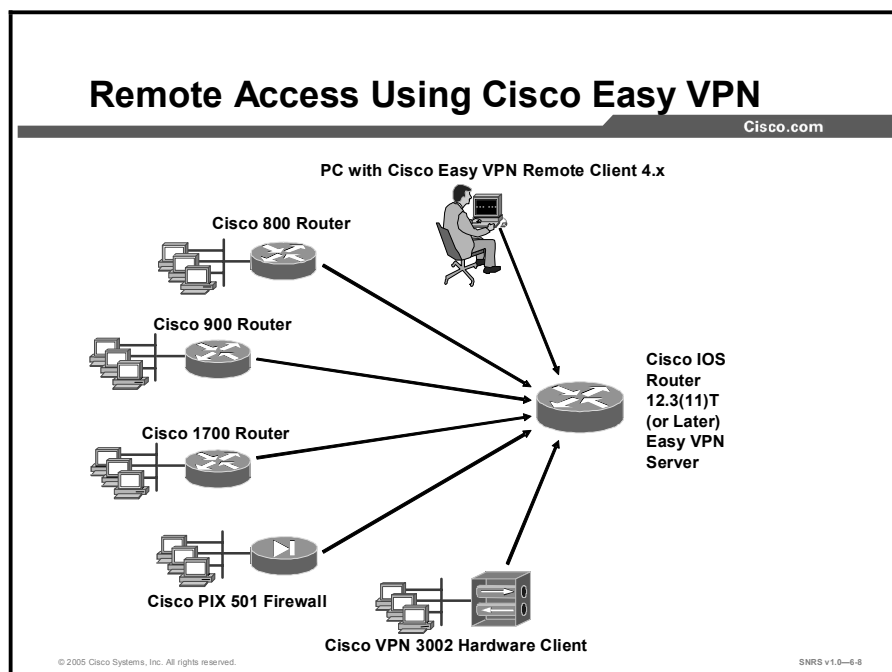 Remote Access Using Cisco Easy VPN
Cisco.com
PC with Cisco Easy VPN Remote Client 4.x
Cisco 800 Router
Cisco 900 Router
Cisco 1700 Router
Cisco IOS
Router
12.3(11)T
(or Later)
Easy VPN
Server
Cisco PIX 501 Firewall
Cisco VPN 3002 Hardware Client
© 2005 Cisco Systems, Inc. All rights reserved.
SNRS v1.0—6-8